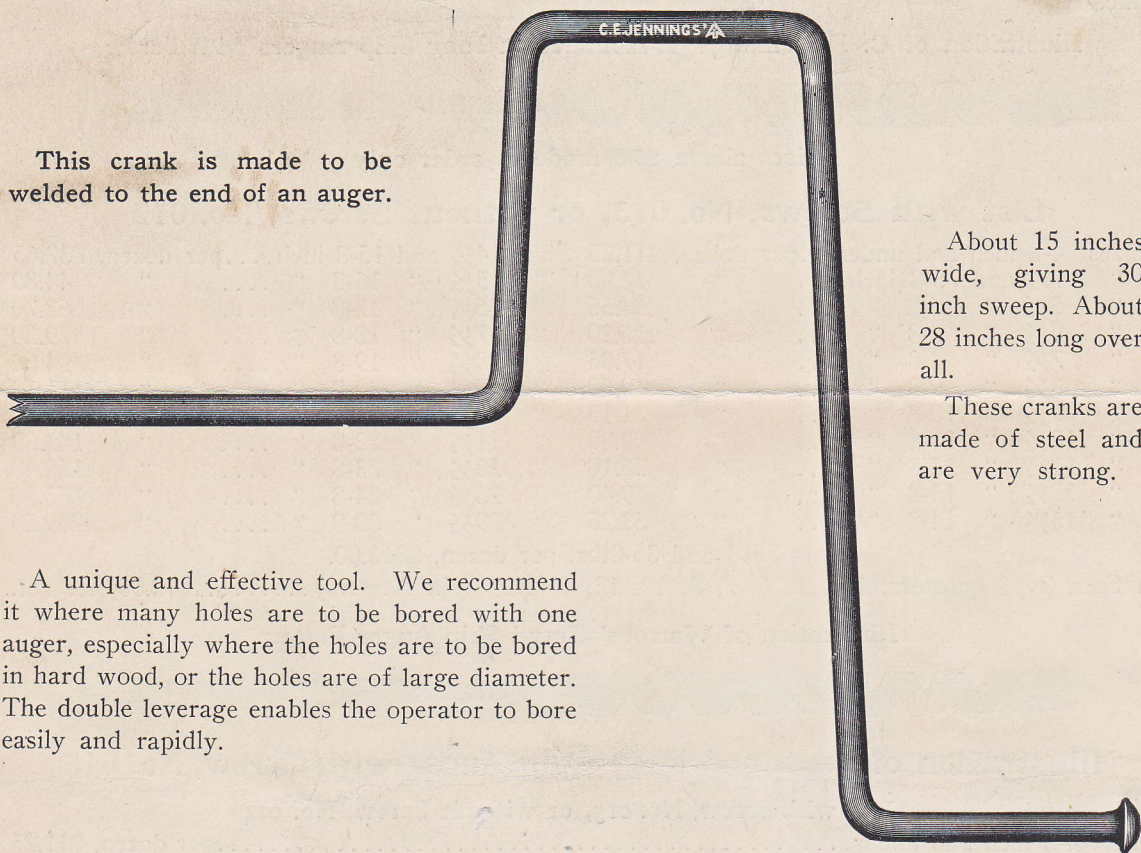 C.E.JENNINGS'
This crank is made to be
welded to the end of an auger.
About 15 inches
wide, giving 30
inch sweep. About
28 inches long over
all.
These cranks are
made of steel and
are very strong.
A unique and effective tool. We recommend
it where many holes are to be bored with one
auger, especially where the holes are to be bored
in hard wood, or the holes are of large diameter.
The double leverage enables the operator to bore
easily and rapidly.